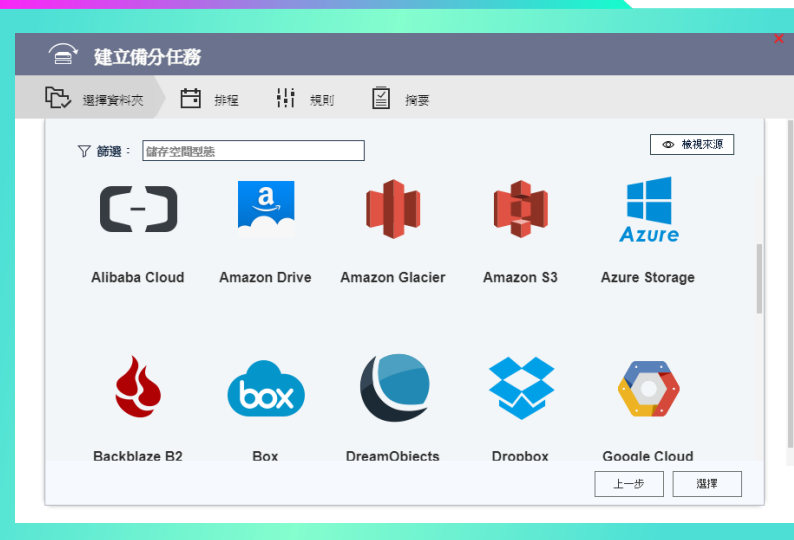 建立備分任務
選擇資料夾 排程 規則 摘要
篩選： 儲存空間型態 檢視來源
a
Azure
Alibaba Cloud Amazon Drive Amazon Glacier Amazon S3 Azure Storage
box
Backblaze B2 Box DreamObjects Dropbox Google Cloud
上一步 選擇